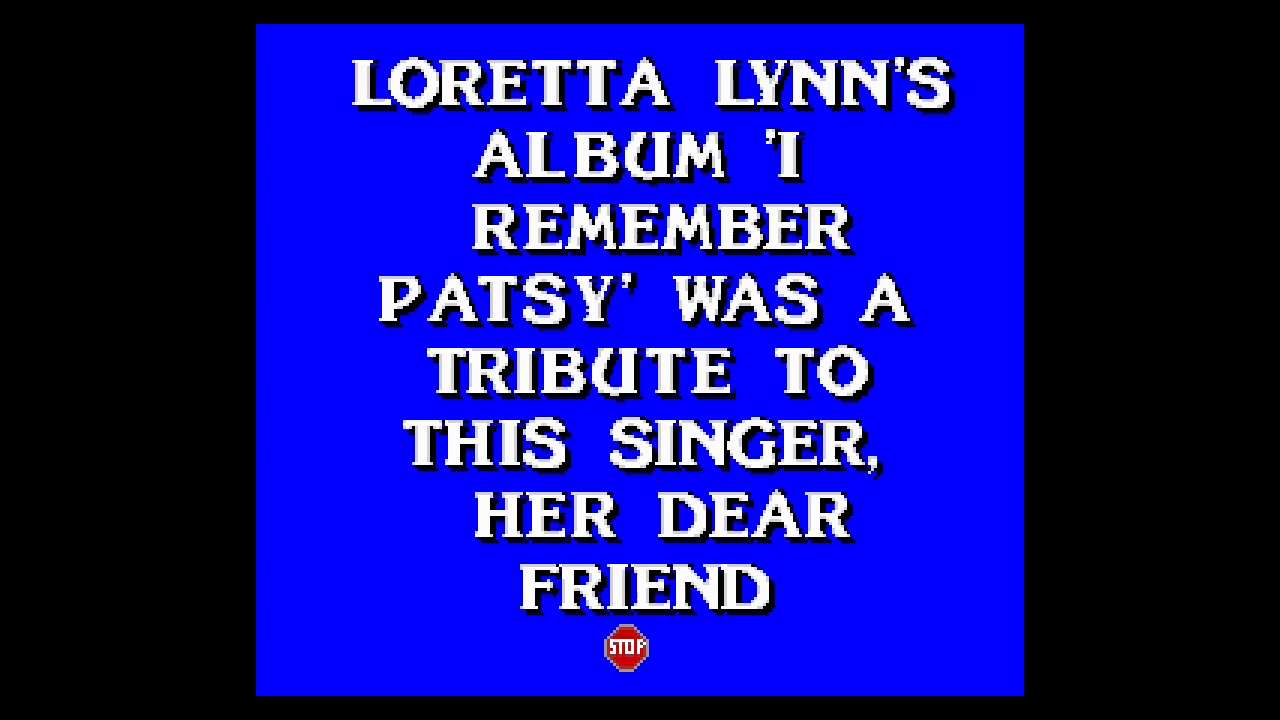 LORETTA LYNN'S
ALBUM 'I
REMEMBER
PATSY' WAS A
TRIBUTE TO
THIS SINGER,
HER DEAR
FRIEND
STOP